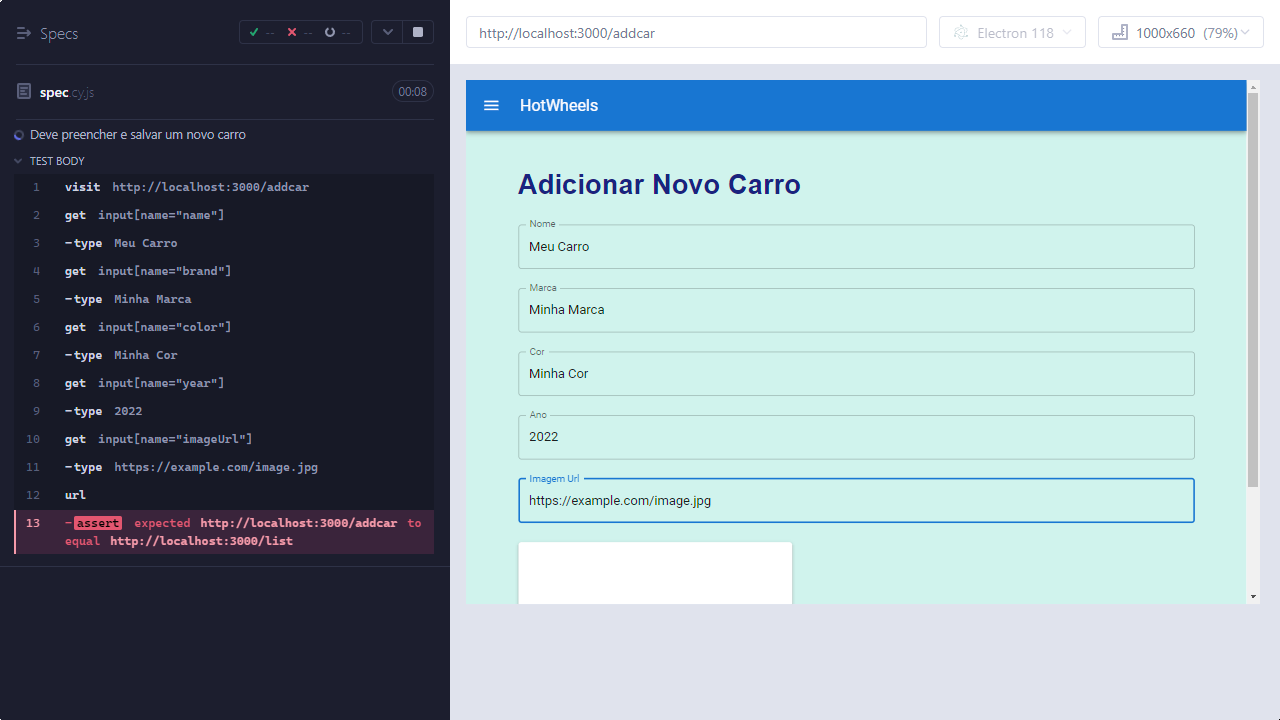 Specs
-- -- --
spec.cy.js 00:08
Deve preencher e salvar um novo carro
TEST BODY
1 visit http://localhost:3000/addcar
2 get input[name="name"]
3 -type Meu Carro
4 get input[name="brand"]
5 -type Minha Marca
6 get input[name="color"]
7 -type Minha Cor
8 get input[name="year"]
9 -type 2022
10 get input[name="imageUrl"]
11 -type https://example.com/image.jpg
12 url
13 -assert expected http://localhost:3000/addcar to
equal http://localhost:3000/list
http://localhost:3000/addcar
Electron 118
1000x660 (79%)
HotWheels
Adicionar Novo Carro
Nome
Meu Carro
Marca
Minha Marca
Cor
Minha Cor
Ano
2022
Imagem Url
https://example.com/image.jpg